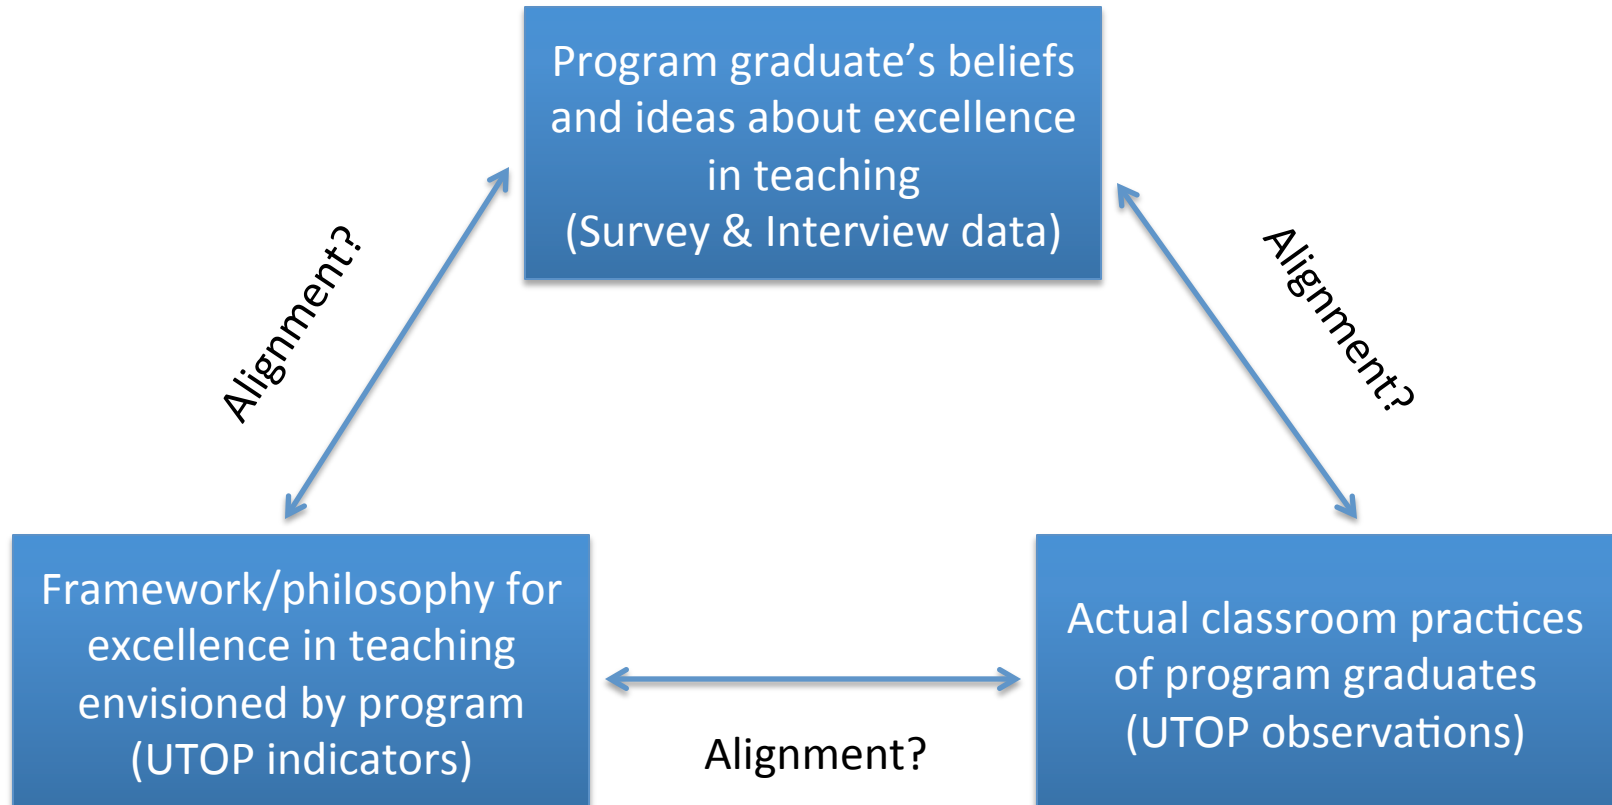 Program graduate’s beliefs
and ideas about excellence
in teaching
(Survey & Interview data)
Alignment?
Alignment?
Framework/philosophy for
excellence in teaching
envisioned by program
(UTOP indicators)
Alignment?
Actual classroom practices
of program graduates
(UTOP observations)